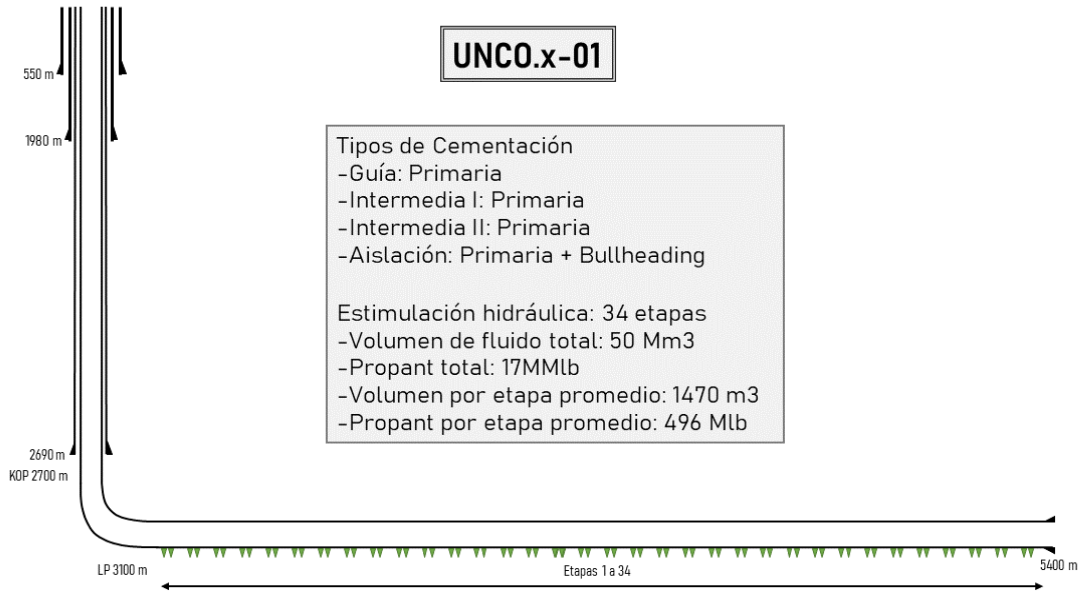 UNCO.x-01
550 m
1980 m
Tipos de Cementación
-Guía: Primaria
-Intermedia I: Primaria
-Intermedia II: Primaria
-Aislación: Primaria + Bullheading
Estimulación hidráulica: 34 etapas
-Volumen de fluido total: 50 Mm3
-Propant total: 17MMlb
-Volumen por etapa promedio: 1470 m3
-Propant por etapa promedio: 496 Mlb
2690 m
KOP 2700 m
LP 3100 m
Etapas 1 a 34
5400 m